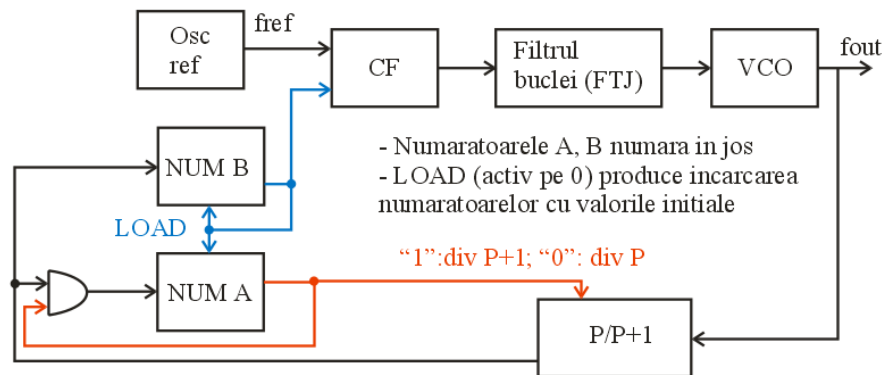 Osc
ref
fref
CF
Filtrul
buclei (FTJ)
VCO
fout
NUM B
- Numaratoarele A, B numara in jos
- LOAD (activ pe 0) produce incarcarea
numaratoarelor cu valorile initiale
LOAD
NUM A
“1”:div P+1; “0”: div P
P/P+1